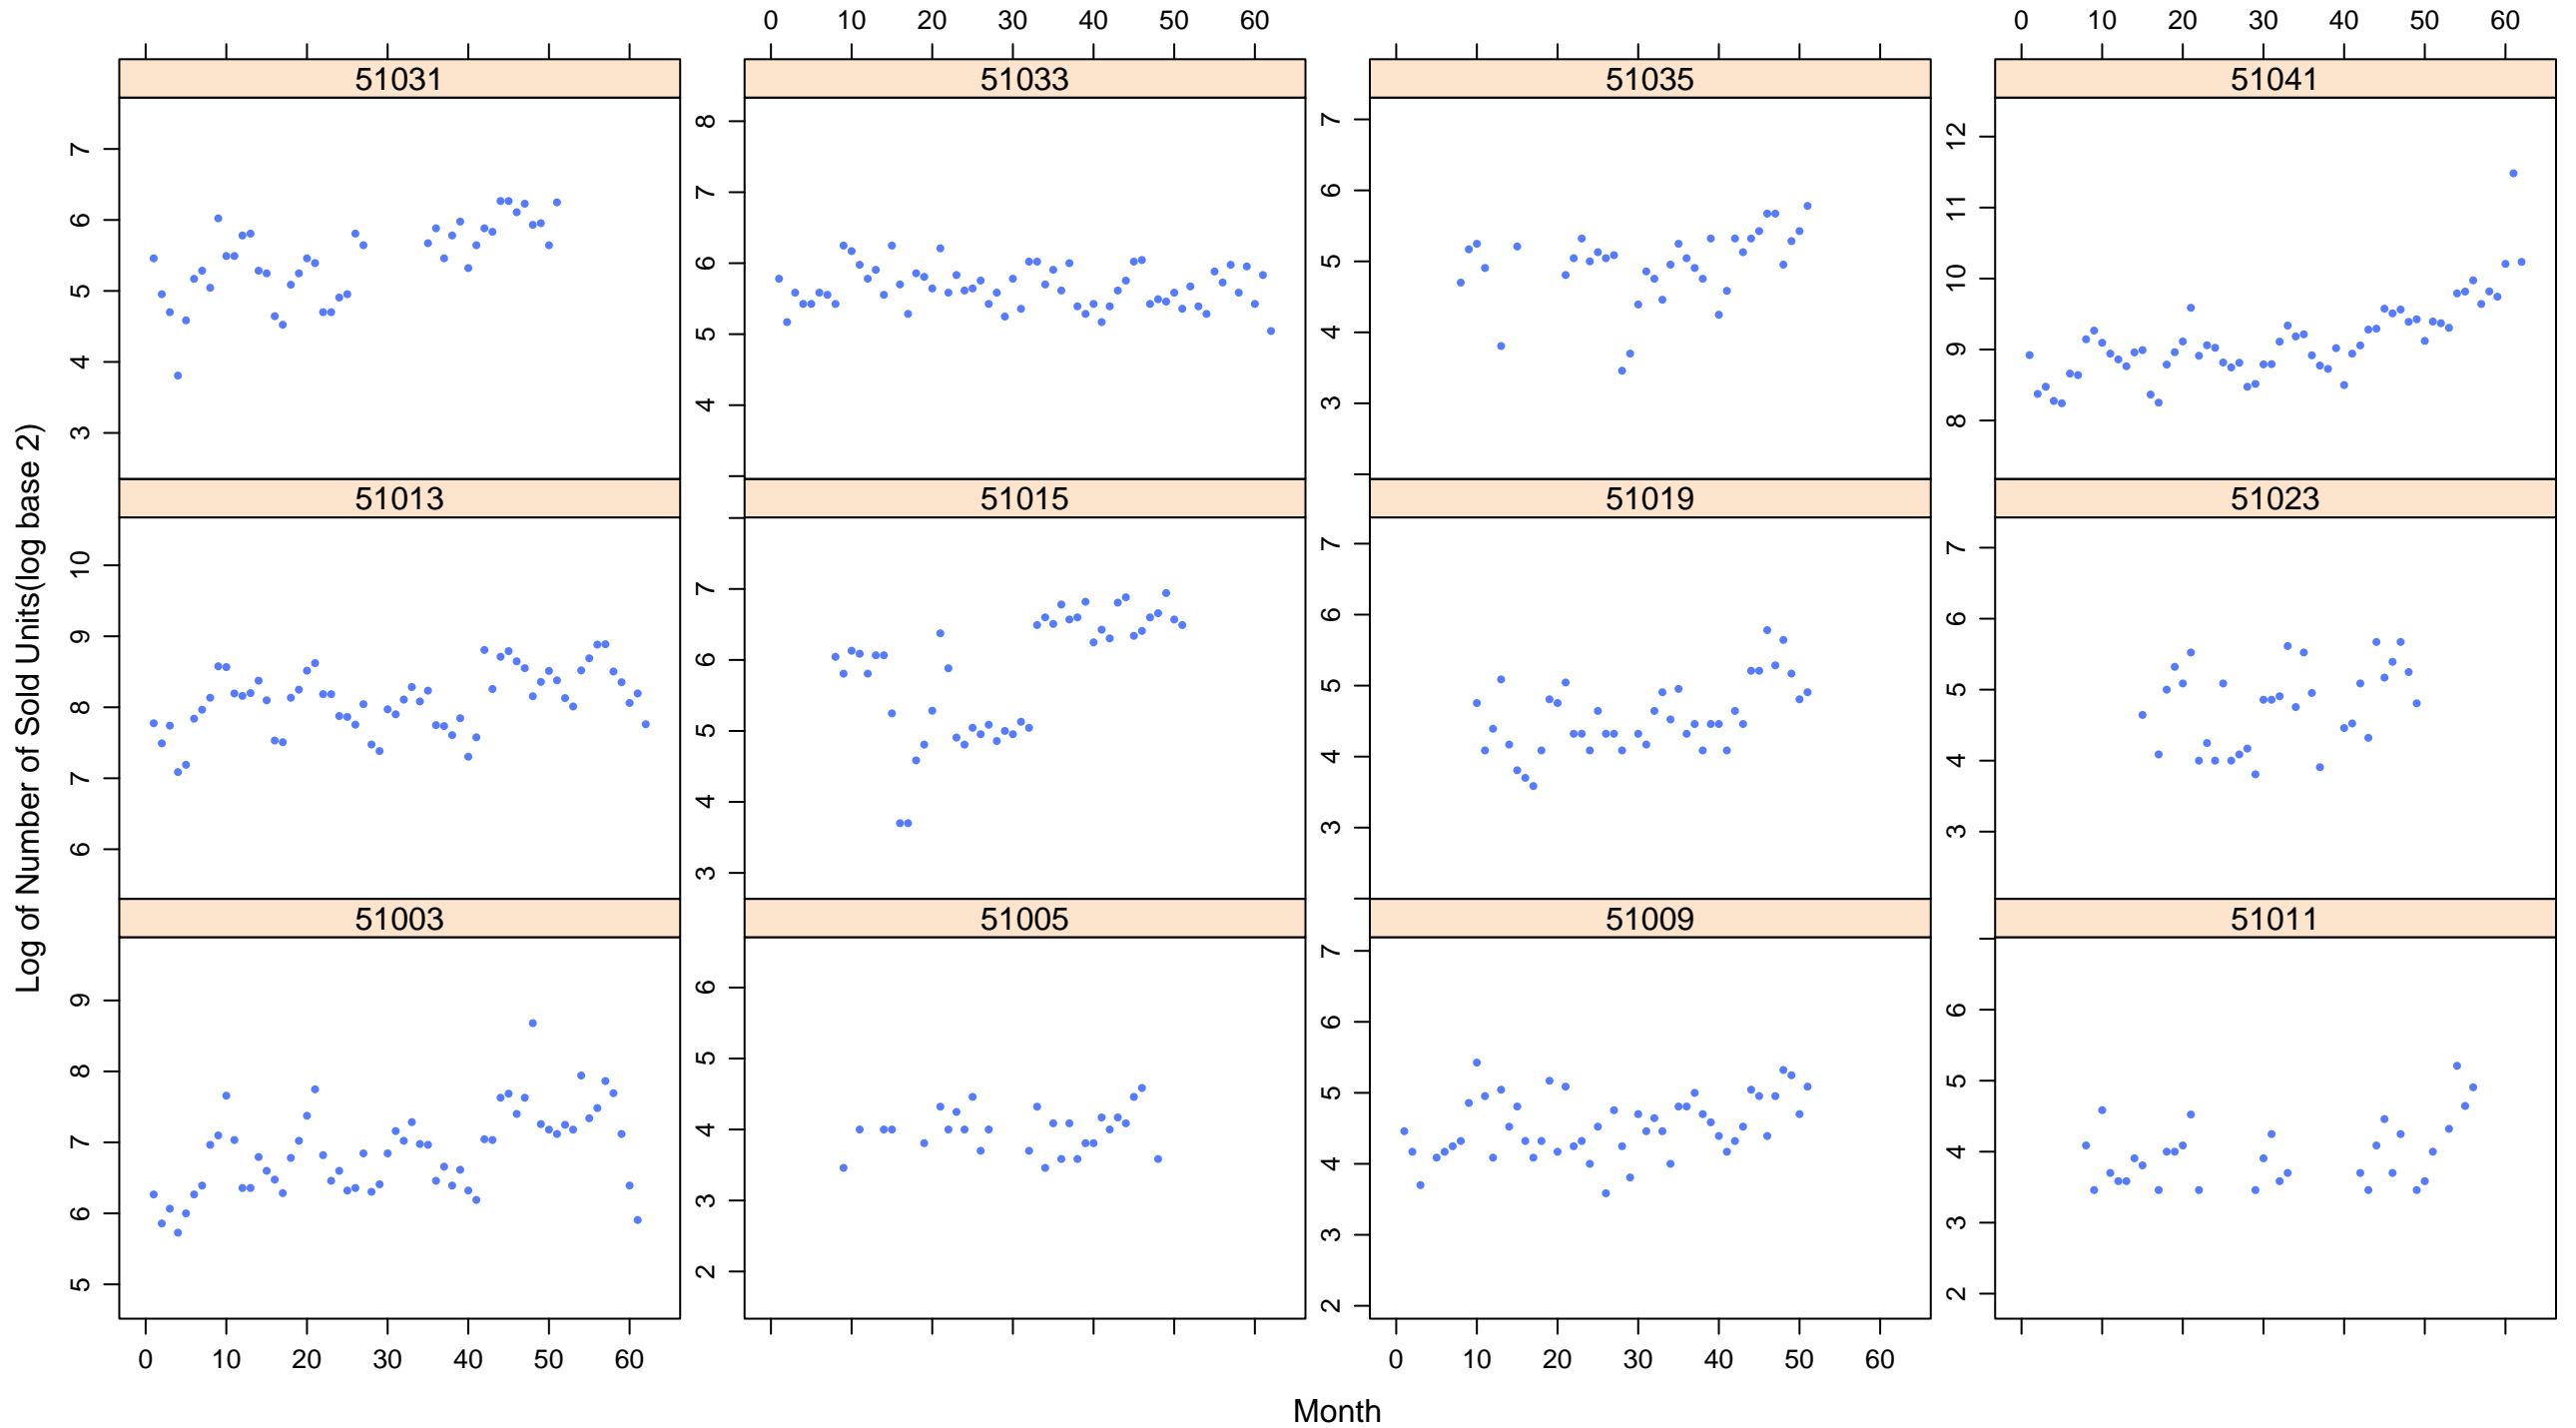 0 10 20 30 40 50 60 0 10 20 30 40 50 60
51031 51033 51035 51041
7 6 5 4 3
8 7 6 5 4
7 6 5 4 3
12 11 10 9 8
51013 51015 51019 51023
10 9 8 7 6
7 6 5 4 3
7 6 5 4 3
7 6 5 4 3
51003 51005 51009 51011
9 8 7 6 5
6 5 4 3 2
7 6 5 4 3 2
6 5 4 3 2
0 10 20 30 40 50 60 0 10 20 30 40 50 60
Month
Log of Number of Sold Units(log base 2)